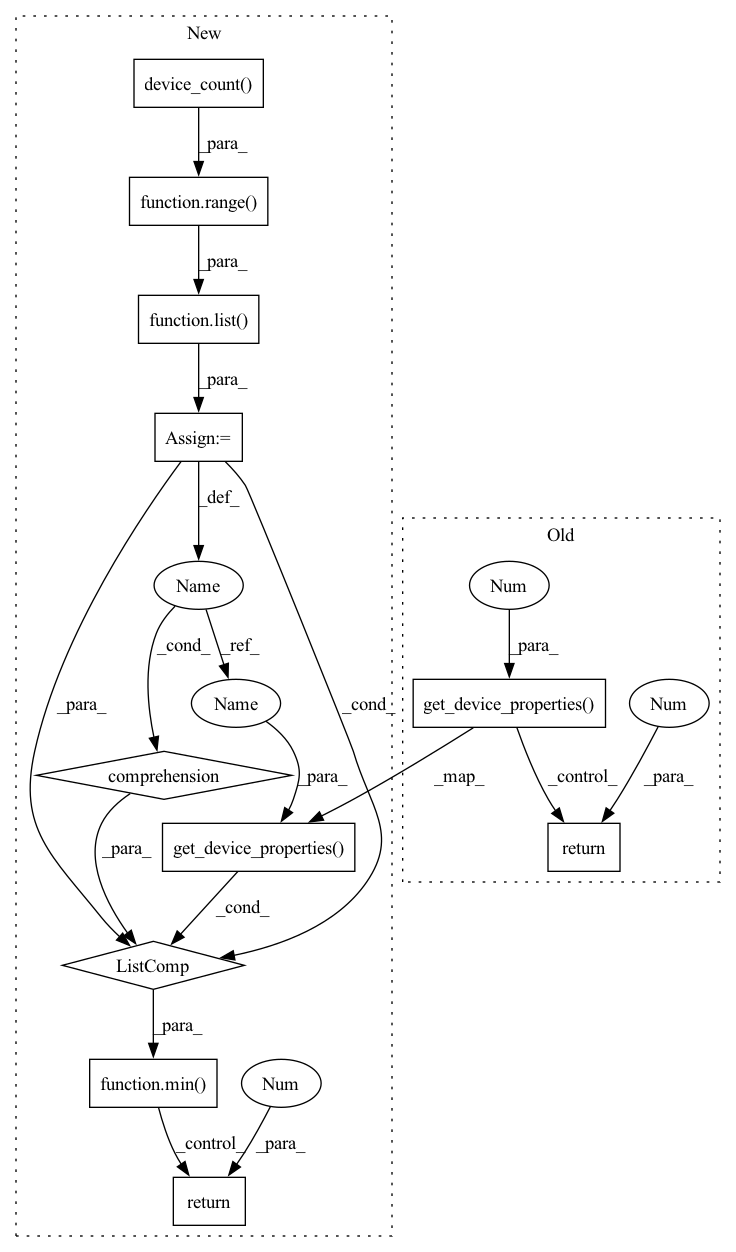 New
device_count()
_para_
function.range()
_para_
function.list()
_para_
Assign:=
_def_
Old
Name
Num
_cond_
_ref_
_para_
_para_
Name
_cond_
get_device_properties()
Num
comprehension
_para_
_map_
_control_
_para_
_para_
get_device_properties()
return
_cond_
ListComp
_para_
function.min()
Num
_control_
_para_
return